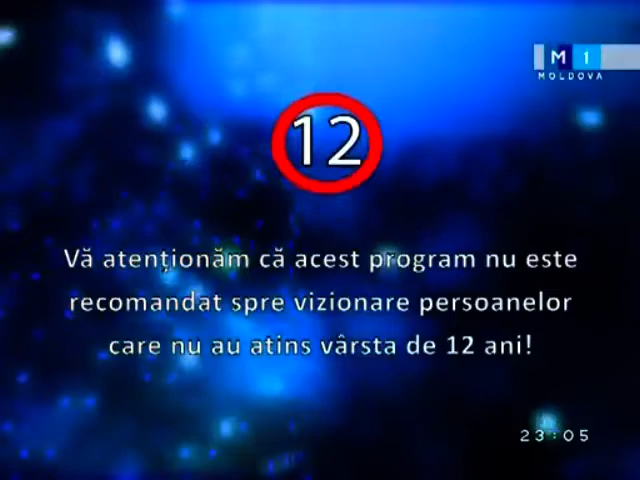 M 1
MOLDOVA
12
Vă atenționăm că acest program nu este
recomandat spre vizionare persoanelor
care nu au atins vârsta de 12 ani!
23:05